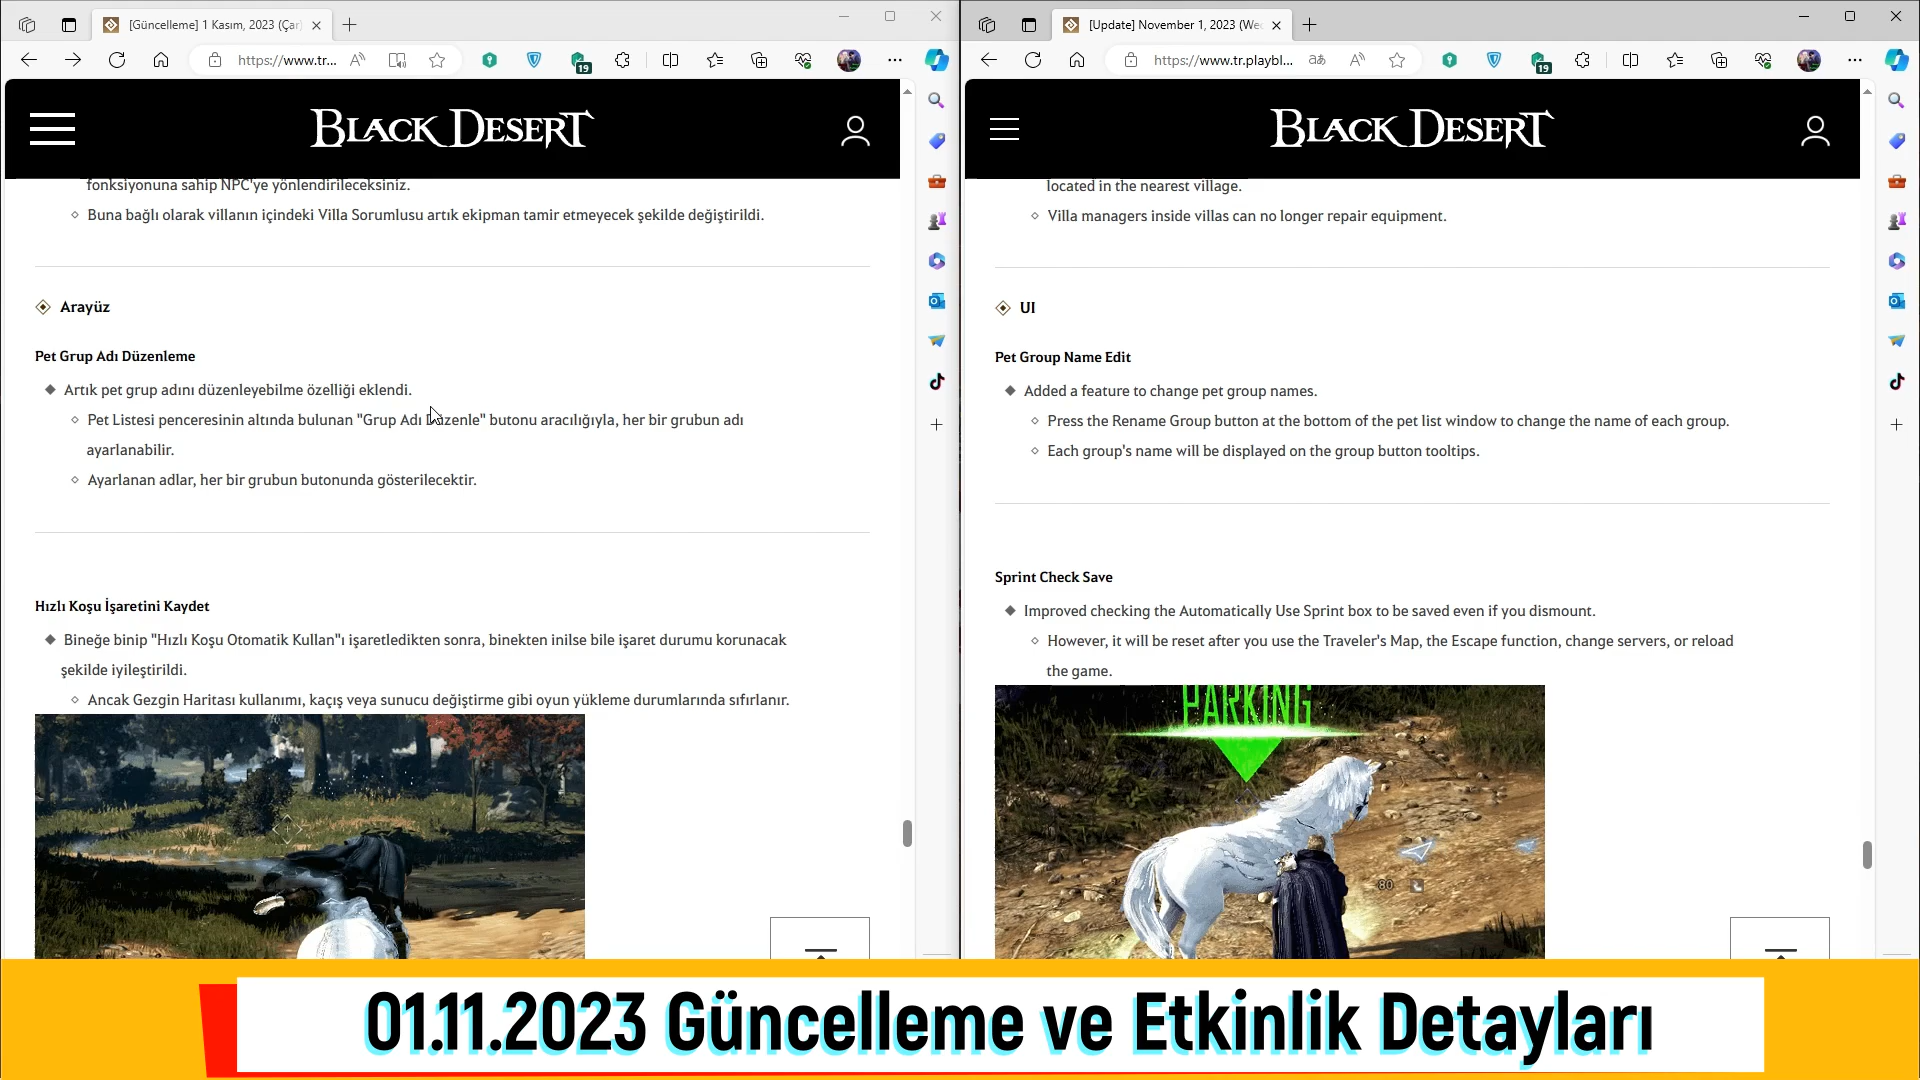 [Güncelleme] 1 Kasım, 2023 (Çar
https://www.tr...
19
BLACK DESERT
fonksiyonuna sahip NPC'ye yönlendirileceksiniz.
Buna bağlı olarak villanın içindeki Villa Sorumlusu artık ekipman tamir etmeyecek şekilde değiştirildi.
Arayüz
Pet Grup Adı Düzenleme
Artık pet grup adını düzenleyebilme özelliği eklendi.
Pet Listesi penceresinin altında bulunan "Grup Adı Düzenle" butonu aracılığıyla, her bir grubun adı
ayarlanabilir.
Ayarlanan adlar, her bir grubun butonunda gösterilecektir.
Hızlı Koşu İşaretini Kaydet
Bineğe binip "Hızlı Koşu Otomatik Kullan"ı işaretledikten sonra, binekten inilse bile işaret durumu korunacak
şekilde iyileştirildi.
Ancak Gezgin Haritası kullanımı, kaçış veya sunucu değiştirme gibi oyun yükleme durumlarında sıfırlanır.
[Update] November 1, 2023 (We
https://www.tr.playbl...
19
BLACK DESERT
located in the nearest village.
Villa managers inside villas can no longer repair equipment.
UI
Pet Group Name Edit
Added a feature to change pet group names.
Press the Rename Group button at the bottom of the pet list window to change the name of each group.
Each group's name will be displayed on the group button tooltips.
Sprint Check Save
Improved checking the Automatically Use Sprint box to be saved even if you dismount.
However, it will be reset after you use the Traveler's Map, the Escape function, change servers, or reload
the game.
PARKING
80
01.11.2023 Güncelleme ve Etkinlik Detayları